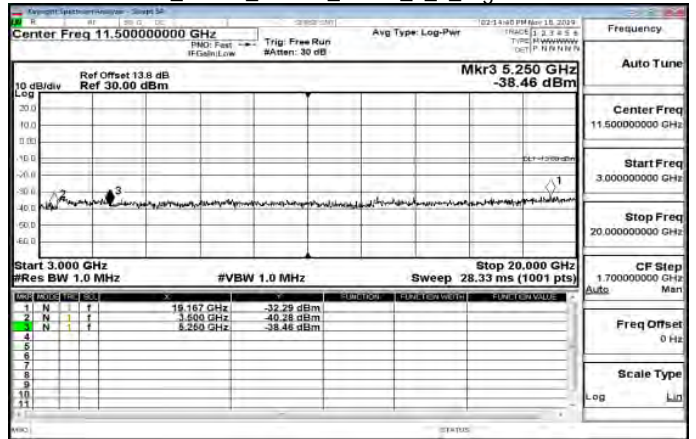 Keysight Spectrum Analyzer - Swept SA
Center Freq 11.500000000 GHz
PNO: Fast
IFGain:Low
Trig: Free Run
#Atten: 30 dB
Avg Type: Log-Pwr
TRACE 1 2 3 4 5 6
TYPE
DET P N N N N N
Frequency
Auto Tune
Ref Offset 13.8 dB
Ref 30.00 dBm
10 dB/div
Log
Mkr3 5.250 GHz
-38.46 dBm
20.0
10.0
0.00
-10.0
-20.0
-30.0
-40.0
-50.0
-60.0
1
2
3
Center Freq
11.500000000 GHz
Start Freq
3.000000000 GHz
Stop Freq
20.000000000 GHz
Start 3.000 GHz
#Res BW 1.0 MHz
#VBW 1.0 MHz
Stop 20.000 GHz
Sweep 28.33 ms (1001 pts)
CF Step
1.700000000 GHz
Auto Man
MKR MODE TRC SCL X Y FUNCTION FUNCTION WIDTH FUNCTION VALUE
1 N 1 f 19.167 GHz -32.29 dBm
2 N 1 f 3.500 GHz -40.28 dBm
3 N 1 f 5.250 GHz -38.46 dBm
4
5
6
7
8
9
10
11
Freq Offset
0 Hz
Scale Type
Log Lin
MSG
STATUS